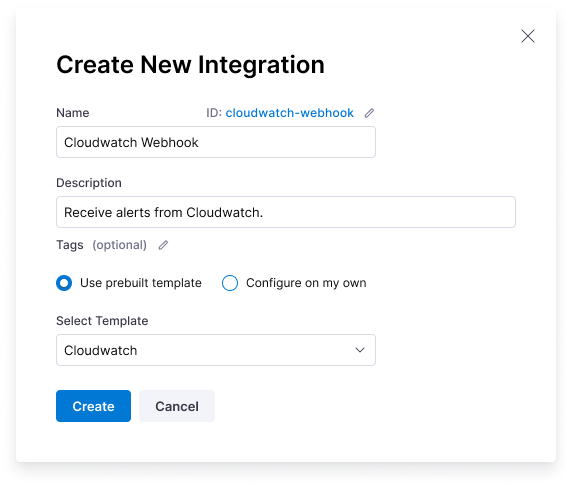 Create New Integration
Name ID: cloudwatch-webhook
Cloudwatch Webhook
Description
Receive alerts from Cloudwatch.
Tags (optional)
Use prebuilt template Configure on my own
Select Template
Cloudwatch
Create Cancel